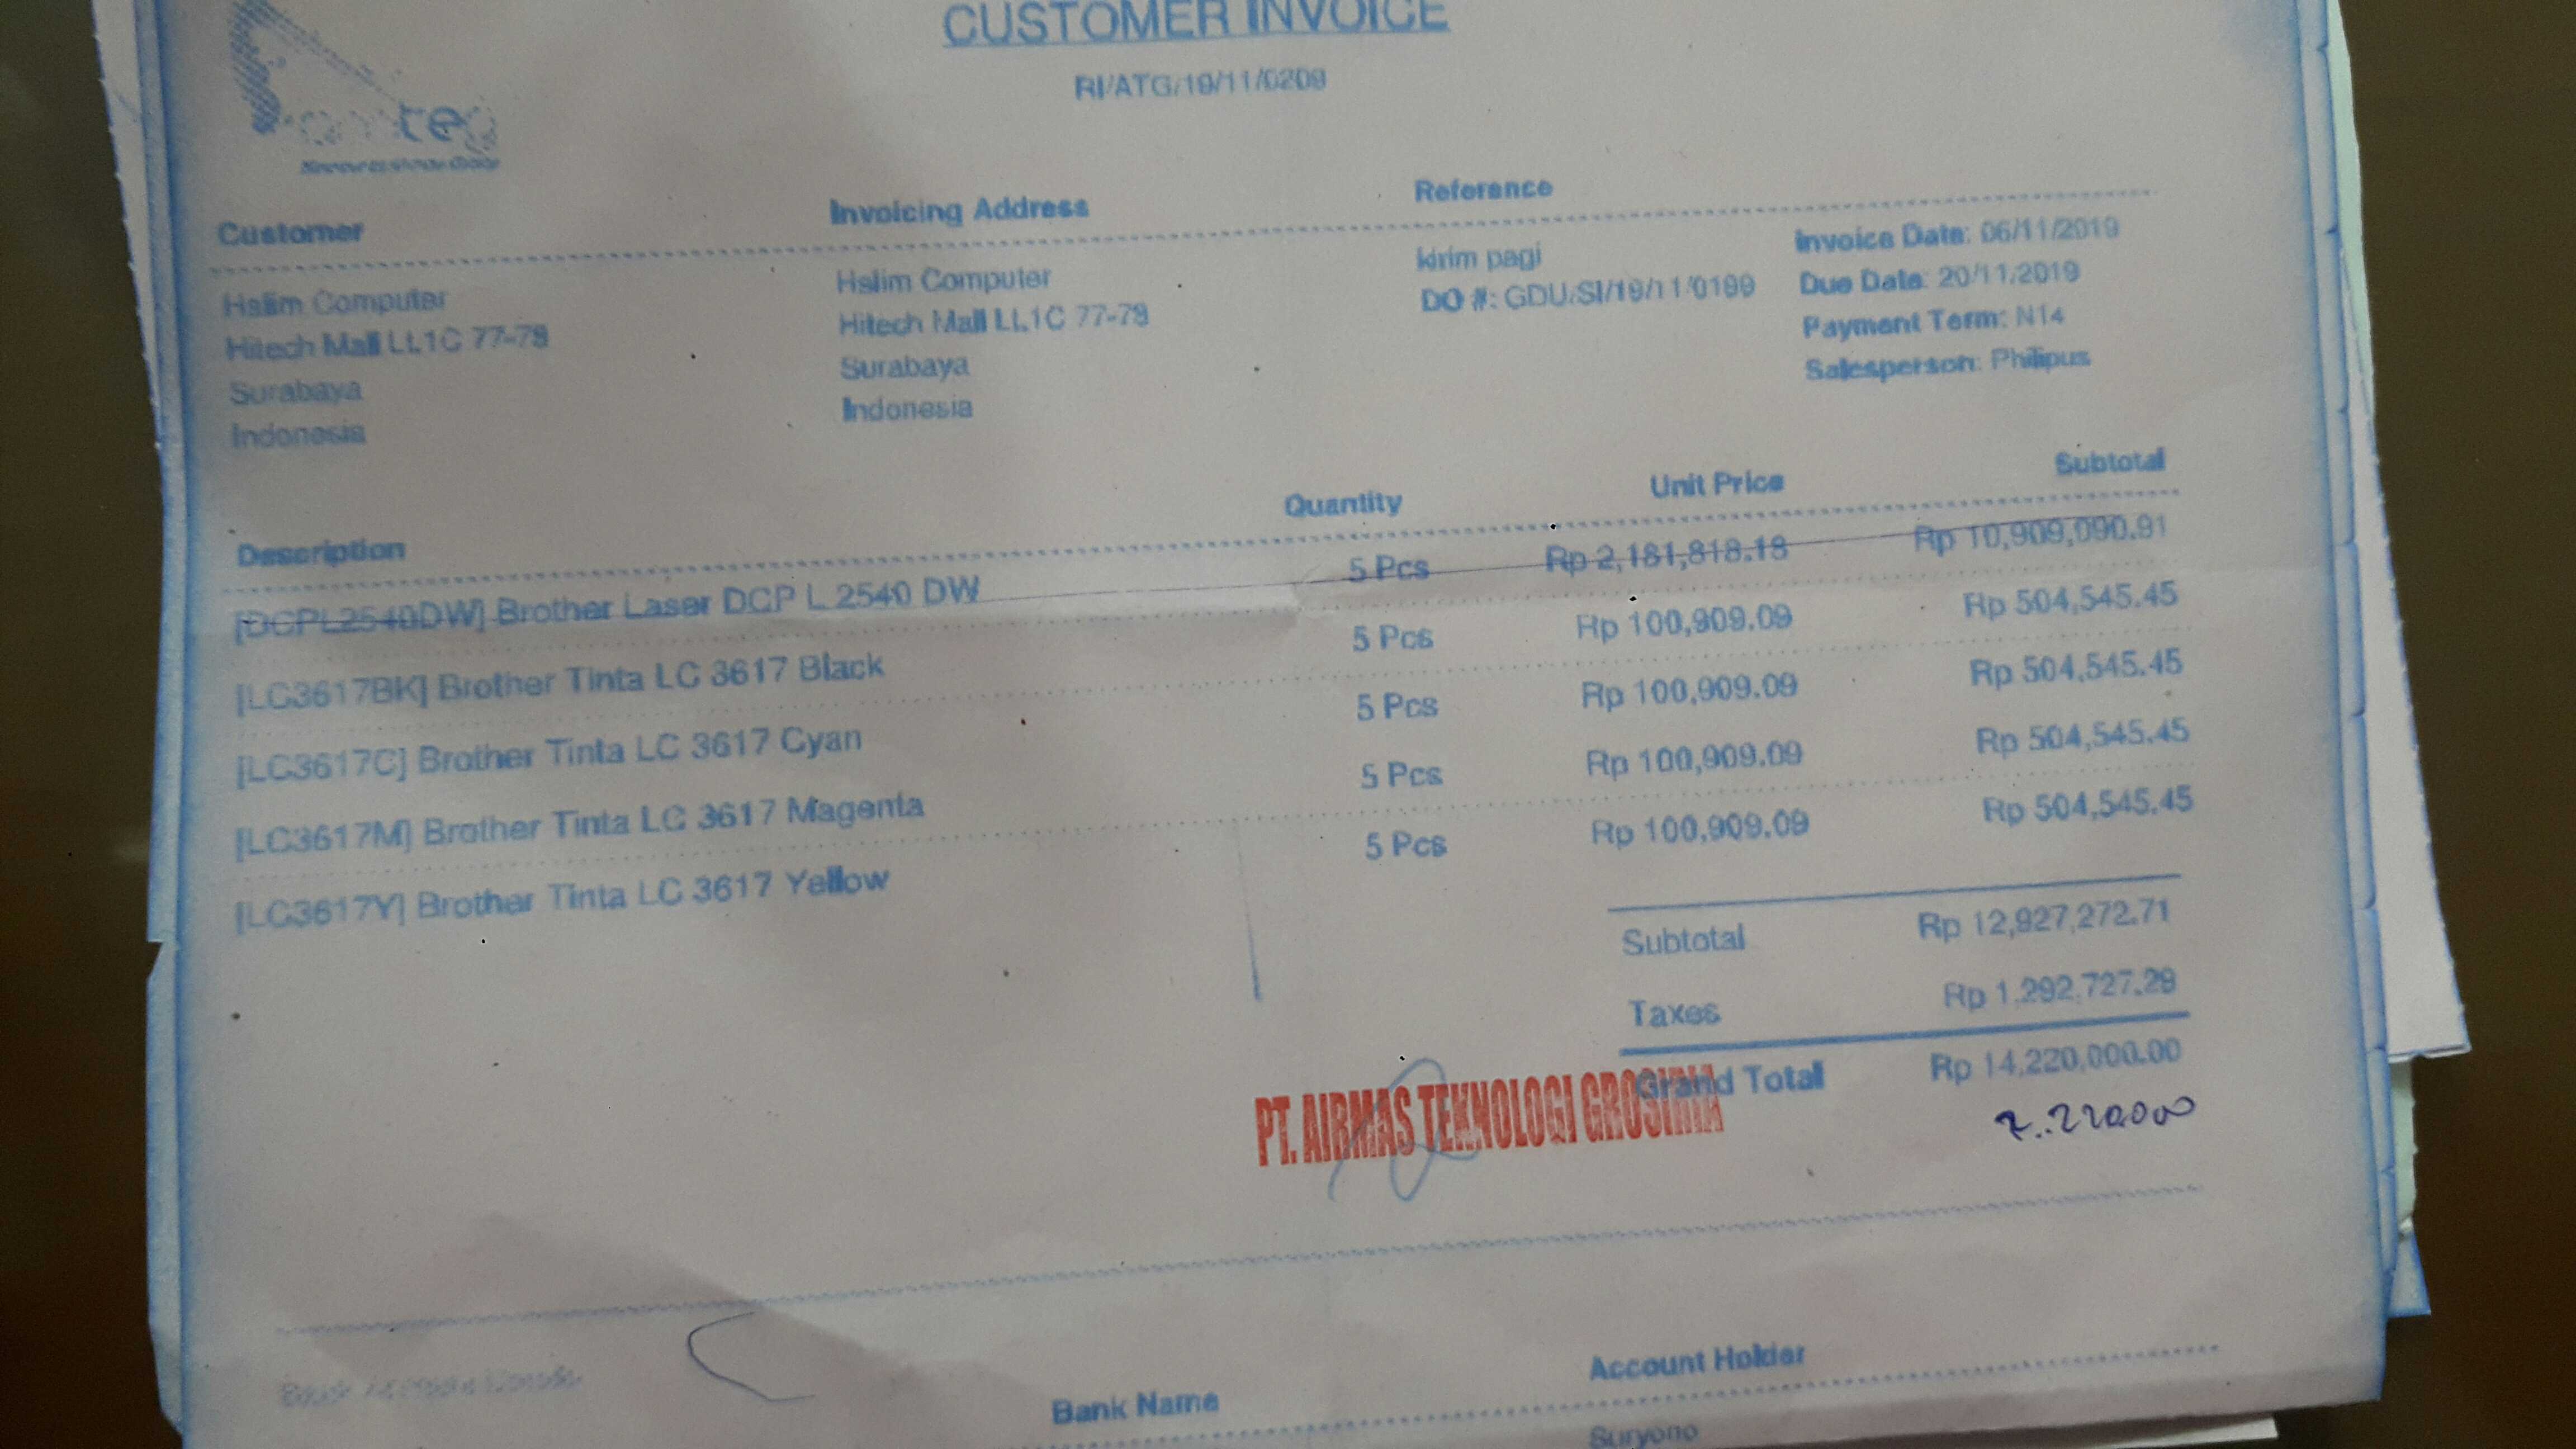 CUSTOMER INVOICE
RI/ATG/19/11/0209
Customer
Invoicing Address
Reference
Halim Computer
Hitech Mall LL1C 77-79
Surabaya
Indonesia
Halim Computer
Hitech Mall LL1C 77-79
Surabaya
Indonesia
kirim pagi
DO #: GDU/SI/19/11/0199
Invoice Date: 06/11/2019
Due Date: 20/11/2019
Payment Term: N14
Salesperson: Philipus
Description Quantity Unit Price Subtotal
[DCPL2540DW] Brother Laser DCP L 2540 DW 5 Pcs Rp 2,181,818.18 Rp 10,909,090.91
[LC3617BK] Brother Tinta LC 3617 Black 5 Pcs Rp 100,909.09 Rp 504,545.45
[LC3617C] Brother Tinta LC 3617 Cyan 5 Pcs Rp 100,909.09 Rp 504,545.45
[LC3617M] Brother Tinta LC 3617 Magenta 5 Pcs Rp 100,909.09 Rp 504,545.45
[LC3617Y] Brother Tinta LC 3617 Yellow 5 Pcs Rp 100,909.09 Rp 504,545.45
Subtotal Rp 12,927,272.71
Taxes Rp 1,292,727.29
Grand Total Rp 14,220,000.00
PT. AIRMAS TEKNOLOGI
Bank Name
Account Holder
Suryono